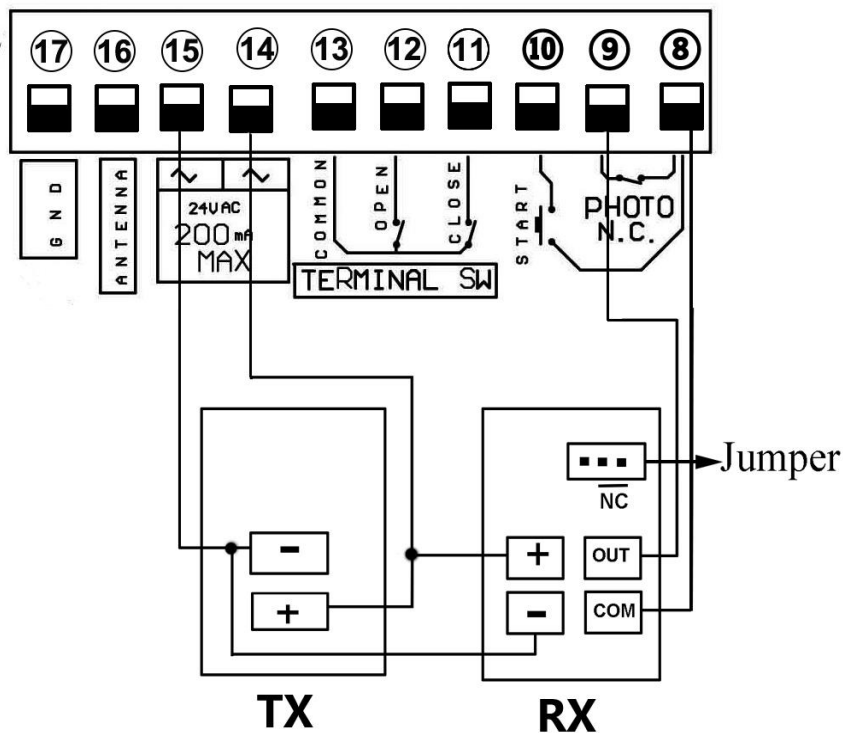 17 16 15 14 13 12 11 10 9 8
GND
ANTENNA
24VAC
200mA
MAX
COMMON
OPEN
CLOSE
TERMINAL SW
START
PHOTO
N.C.
Jumper
NC
-
+
+
-
OUT
COM
TX
RX